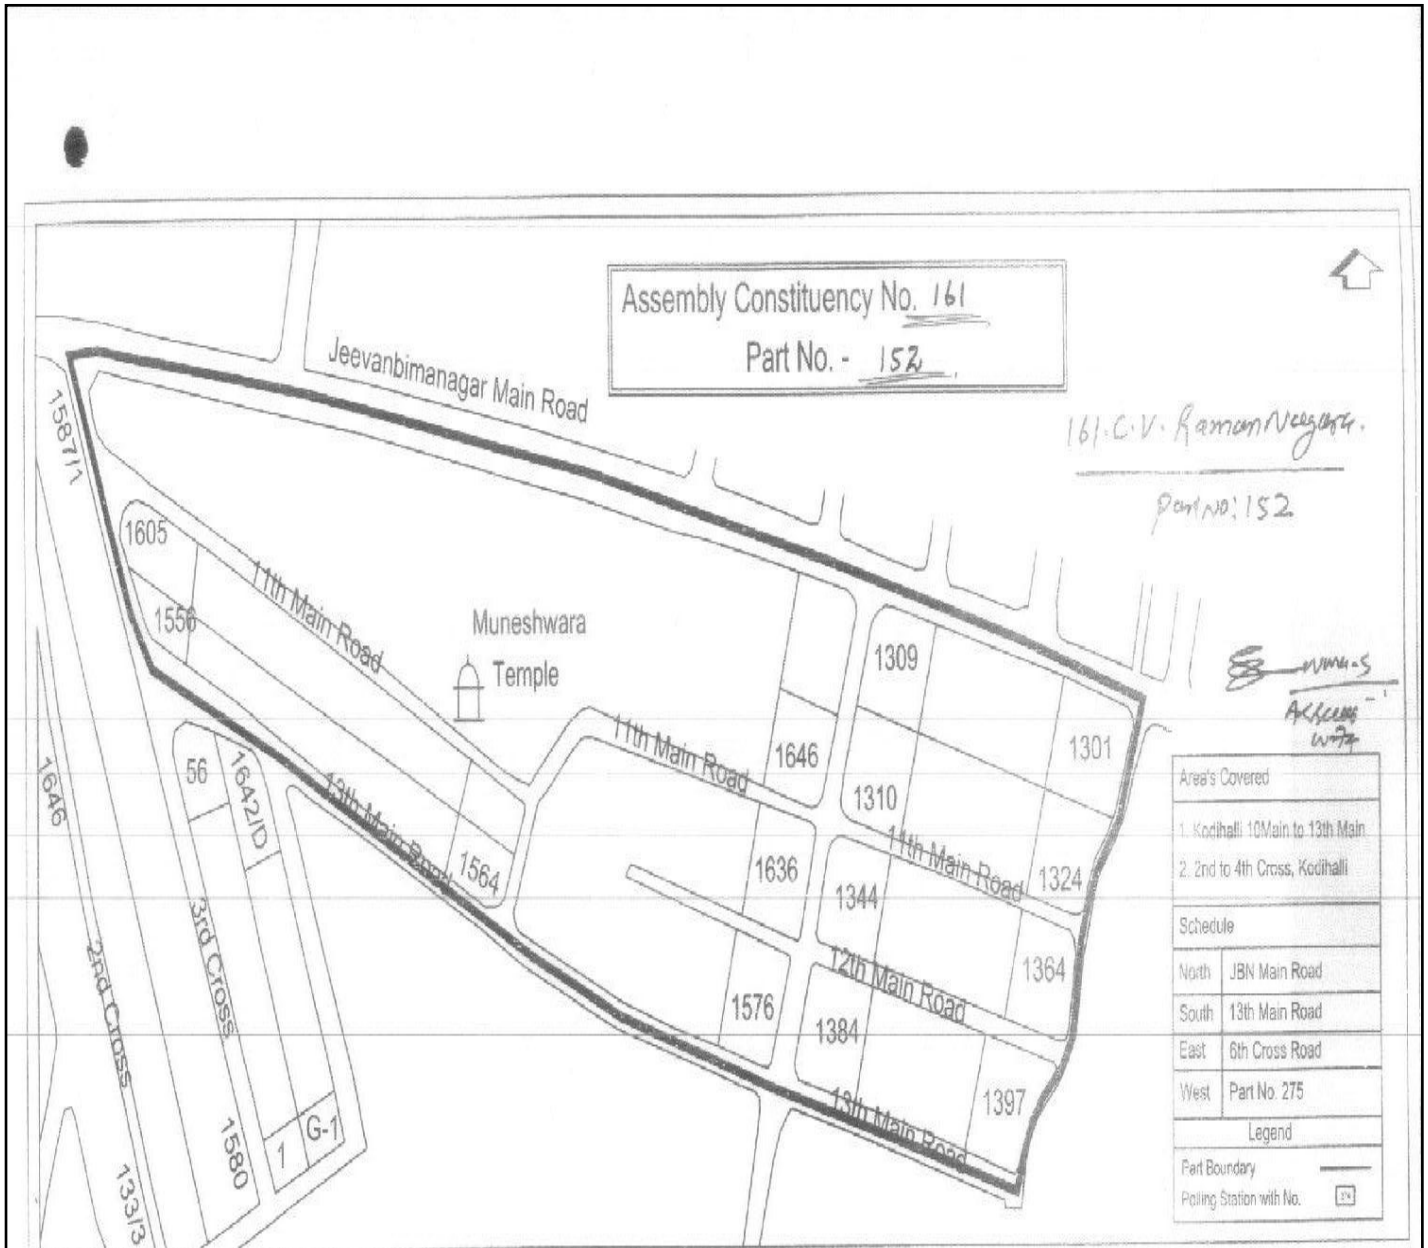 Assembly Constituency No. 161
Part No. - 152
Jeevanbimanagar Main Road
161. C.V. Raman Nagara.
Part No: 152
1587/1
1605
11th Main Road
1556
Muneshwara
Temple
1309
11th Main Road
1646
1301
1310
56
1642/D
13th Main Road
1564
1646
1636
11th Main Road
1344
1324
3rd Cross
2nd Cross
12th Main Road
1364
1576
1384
13th Main Road
1397
1580
1
G-1
133/3
Area's Covered
1. Kodihalli 10Main to 13th Main
2. 2nd to 4th Cross, Kodihalli
Schedule
North JBN Main Road
South 13th Main Road
East 6th Cross Road
West Part No. 275
Legend
Part Boundary
Polling Station with No.